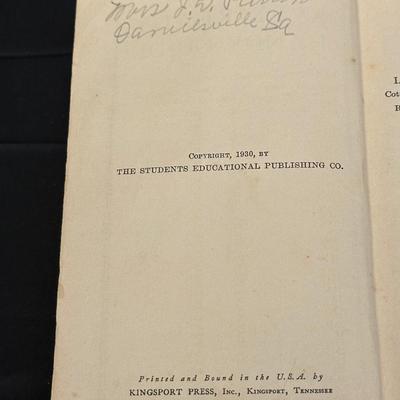 Mrs J. D.
Danielsville Ga
Copyright, 1930, by
THE STUDENTS EDUCATIONAL PUBLISHING CO.
Printed and Bound in the U.S.A. by
KINGSPORT PRESS, Inc., Kingsport, Tennessee